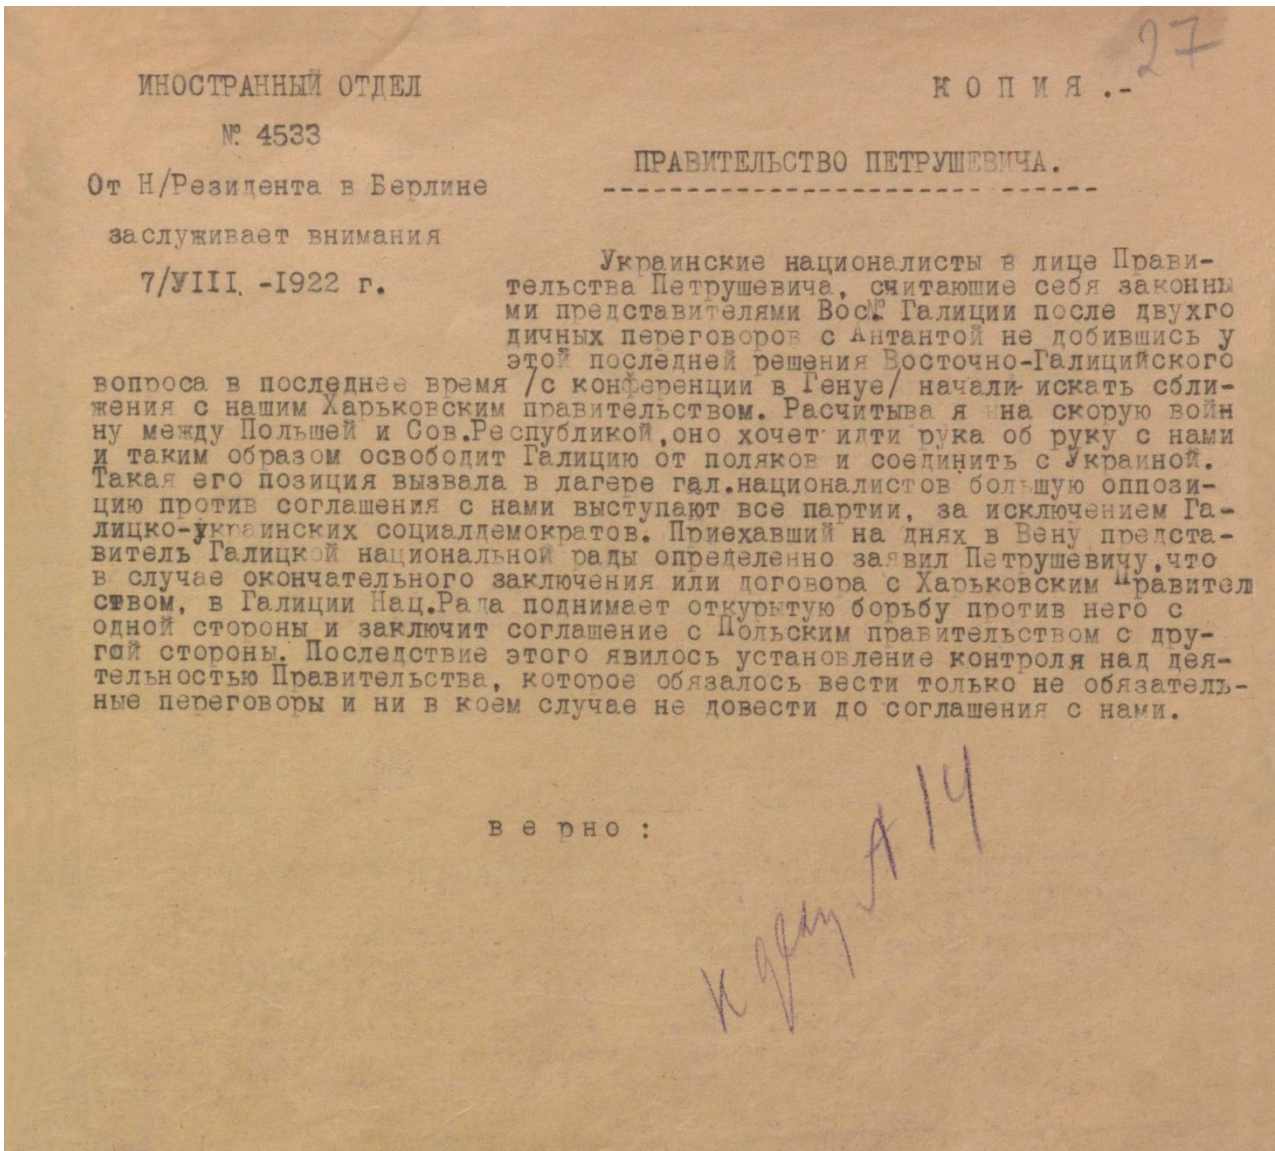 27
ИНОСТРАННЫЙ ОТДЕЛ
К О П И Я .-
№ 4533
ПРАВИТЕЛЬСТВО ПЕТРУШЕВИЧА.
От Н/Резидента в Берлине
заслуживает внимания
7/УIII. -1922 г.
Украинские националисты в лице Прави-
тельства Петрушевича, считающие себя законны
ми представителями Вост. Галиции после двухго
дичных переговоров с Антантой не добившись у
этой последней решения Восточно-Галицийского
вопроса в последнее время /с конференции в Генуе/ начали искать сбли-
жения с нашим Харьковским правительством. Расчитыва я на скорую войн
ну между Польшей и Сов.Республикой,оно хочет идти рука об руку с нами
и таким образом освободит Галицию от поляков и соединить с Украиной.
Такая его позиция вызвала в лагере гал.националистов большую оппози-
цию против соглашения с нами выступают все партии, за исключением Га-
лицко-украинских социалдемократов. Приехавший на днях в Вену предста-
витель Галицкой национальной рады определенно заявил Петрушевичу,что
в случае окончательного заключения или договора с Харьковским Правител
ством, в Галиции Нац.Рада поднимает открытую борьбу против него с
одной стороны и заключит соглашение с Польским правительством с дру-
гой стороны. Последствие этого явилось установление контроля над дея-
тельностью Правительства, которое обязалось вести только не обязатель-
ные переговоры и ни в коем случае не довести до соглашения с нами.
в е р н о :
к делу А 14